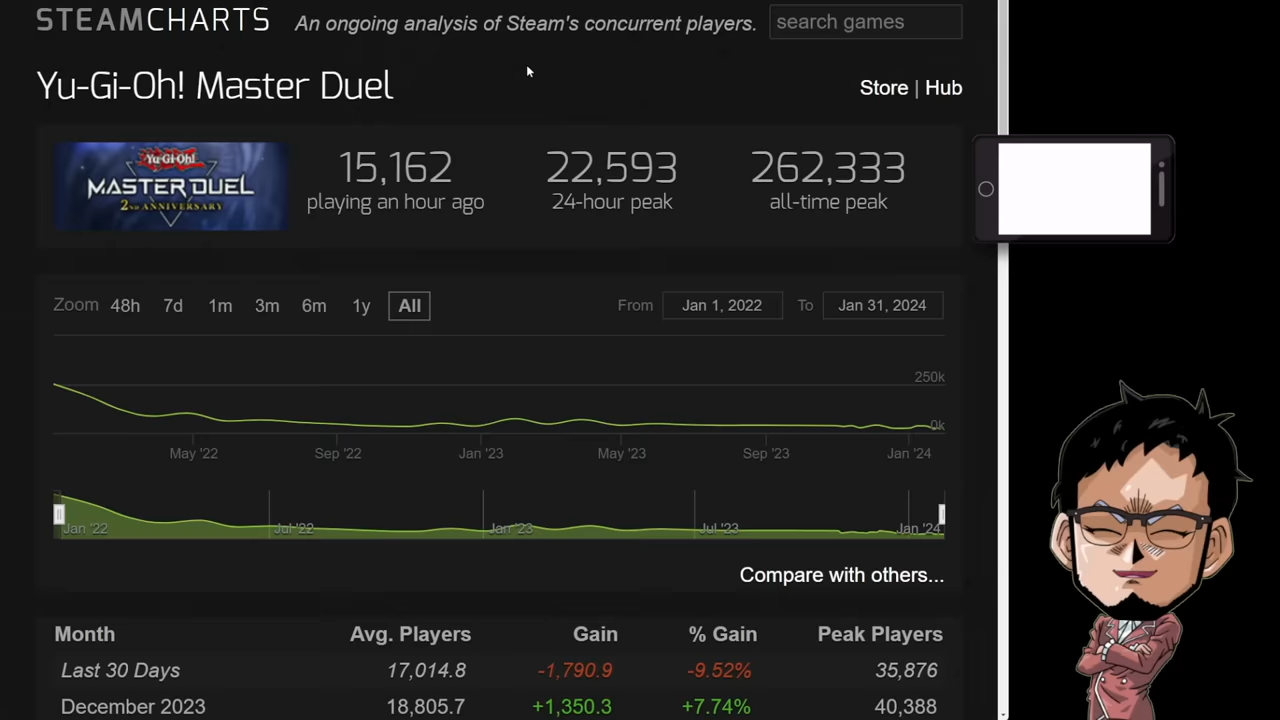 STEAMCHARTS An ongoing analysis of Steam's concurrent players. search games
Yu-Gi-Oh! Master Duel Store | Hub
Yu-Gi-Oh!
MASTER DUEL
2ND ANNIVERSARY
15,162 22,593 262,333
playing an hour ago 24-hour peak all-time peak
Zoom 48h 7d 1m 3m 6m 1y All From Jan 1, 2022 To Jan 31, 2024
250k
0k
May '22 Sep '22 Jan '23 May '23 Sep '23 Jan '24
Jan '22 Jul '22 Jan '23 Jul '23 Jan '24
Compare with others...
Month Avg. Players Gain % Gain Peak Players
Last 30 Days 17,014.8 -1,790.9 -9.52% 35,876
December 2023 18,805.7 +1,350.3 +7.74% 40,388